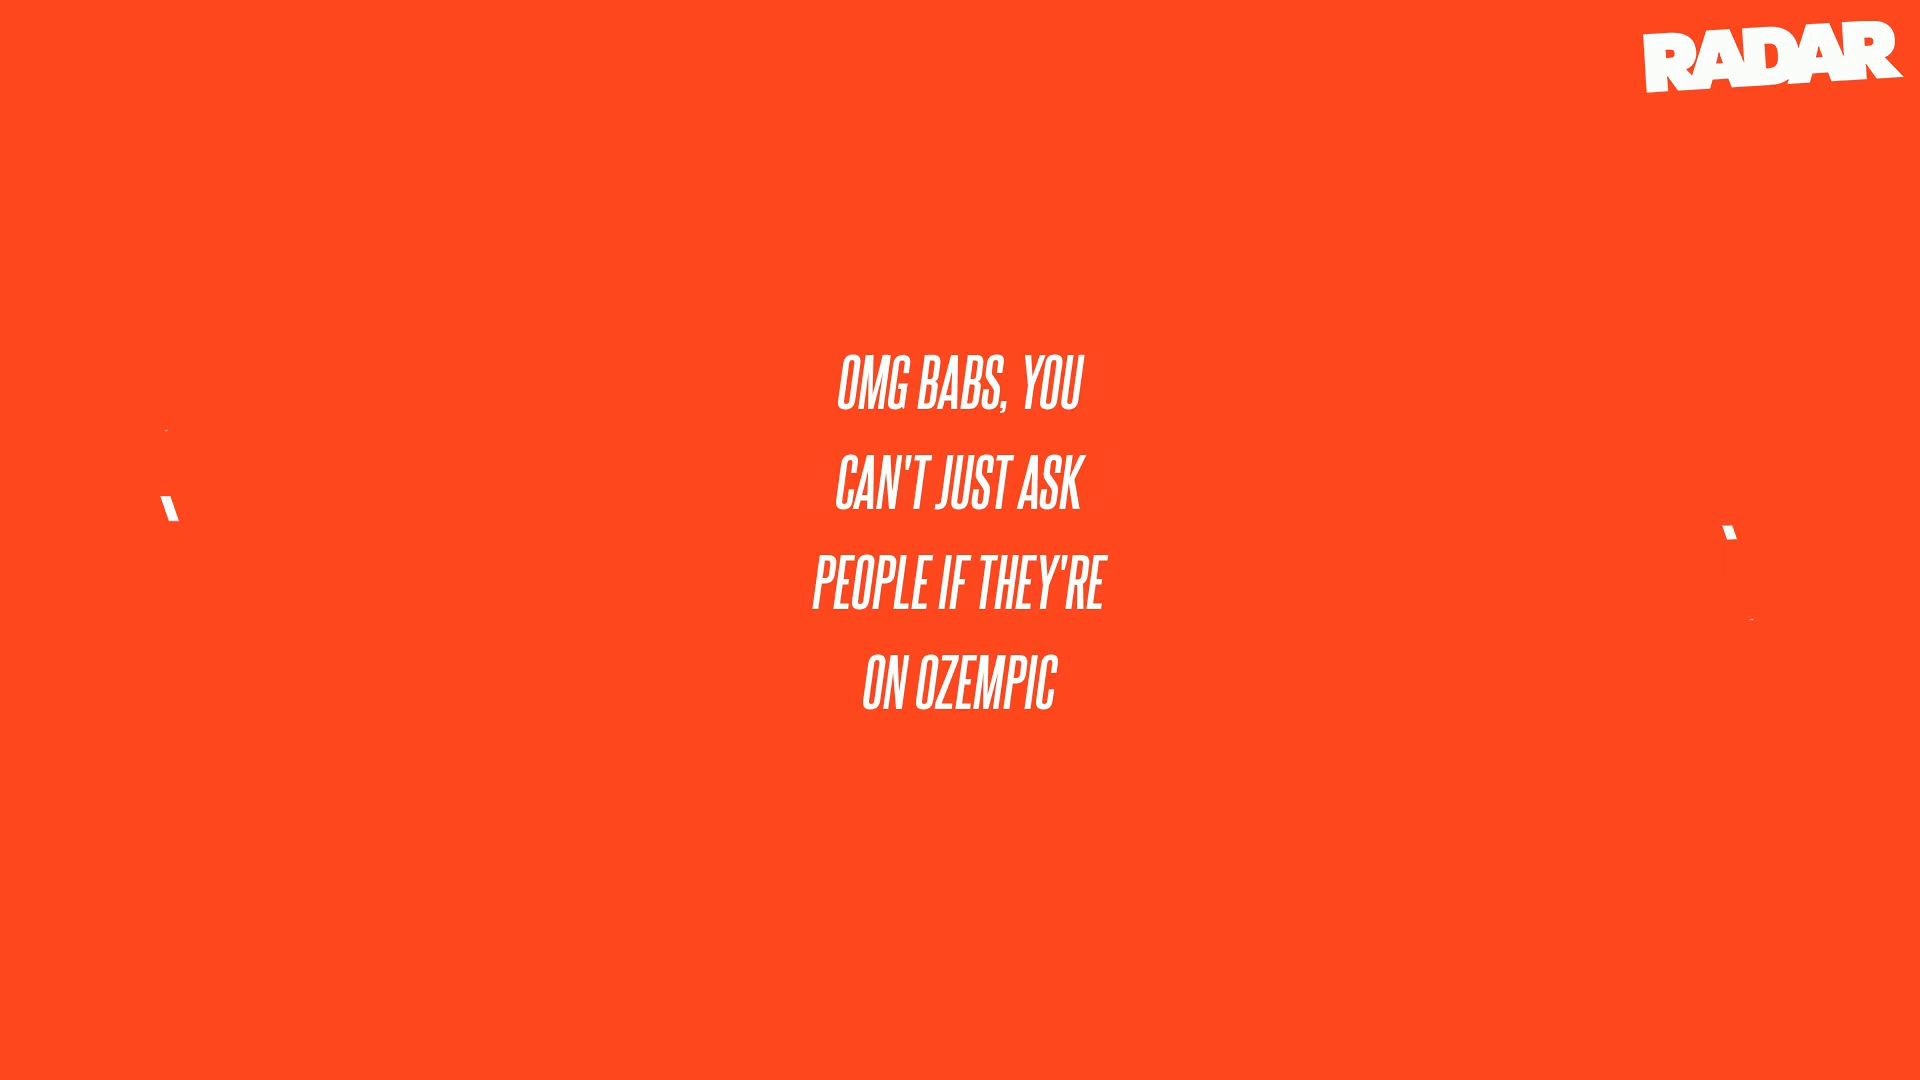 RADAR
OMG BABS, YOU
CAN'T JUST ASK
PEOPLE IF THEY'RE
ON OZEMPIC